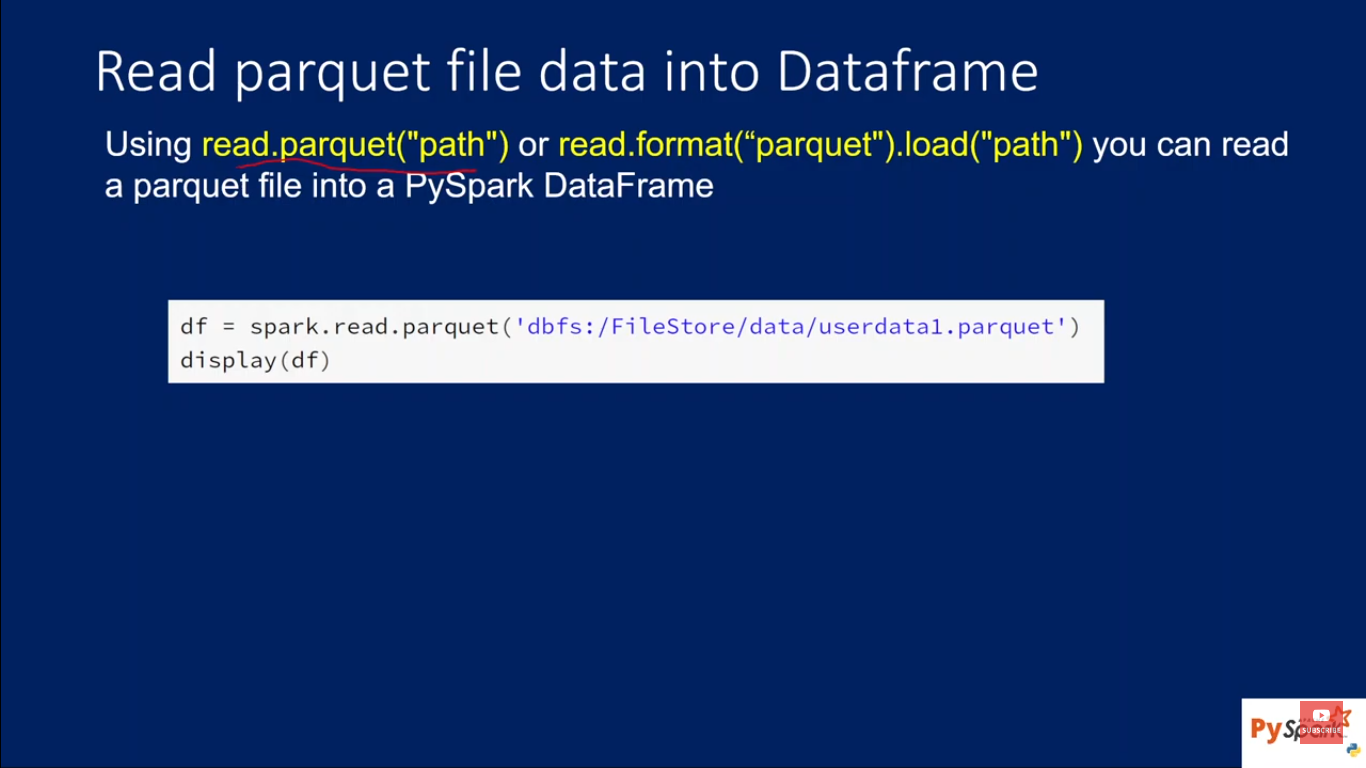 Read parquet file data into Dataframe
Using read.parquet("path") or read.format(“parquet").load("path") you can read
a parquet file into a PySpark DataFrame
df = spark.read.parquet('dbfs:/FileStore/data/userdata1.parquet')
display(df)
PySpark
SUBSCRIBE